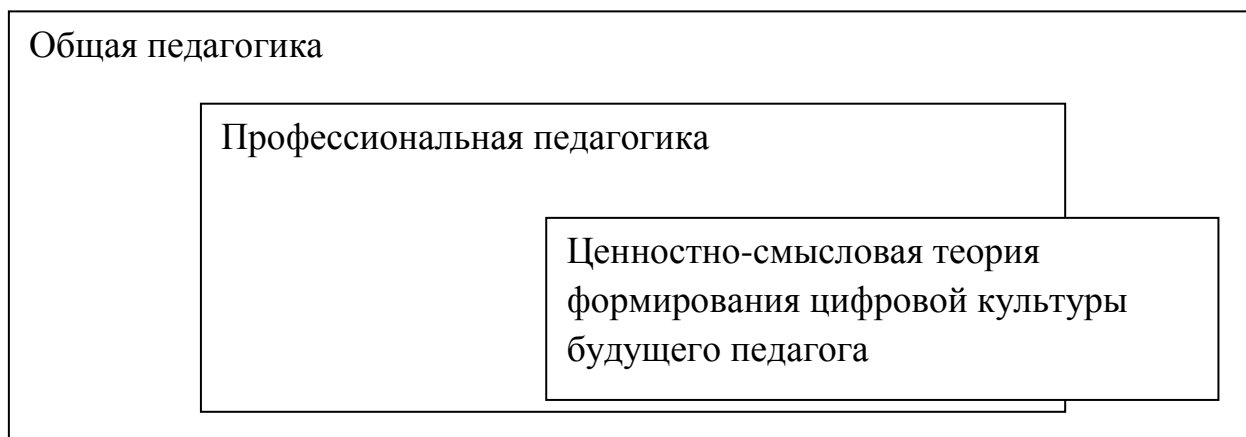 Общая педагогика
Профессиональная педагогика
Ценностно-смысловая теория
формирования цифровой культуры
будущего педагога